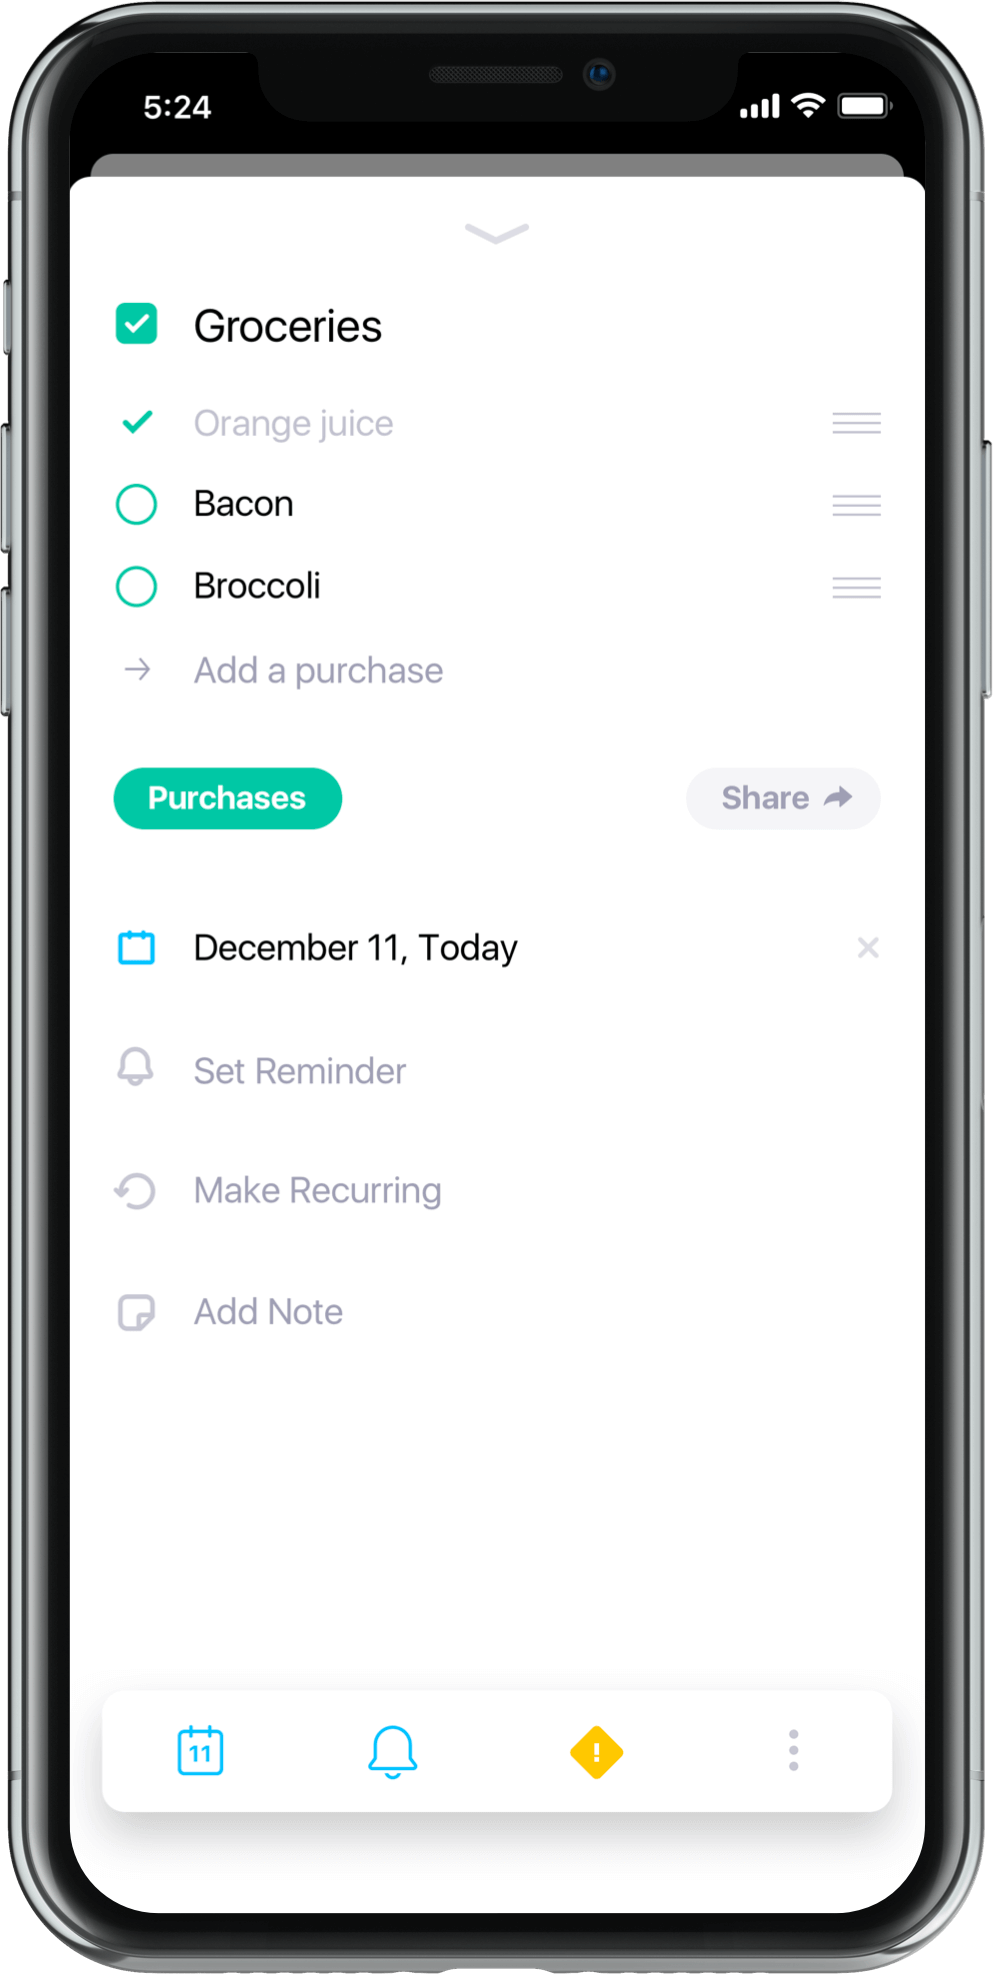 5:24
Groceries
Orange juice
Bacon
Broccoli
Add a purchase
Purchases
Share
December 11, Today
Set Reminder
Make Recurring
Add Note
11
!